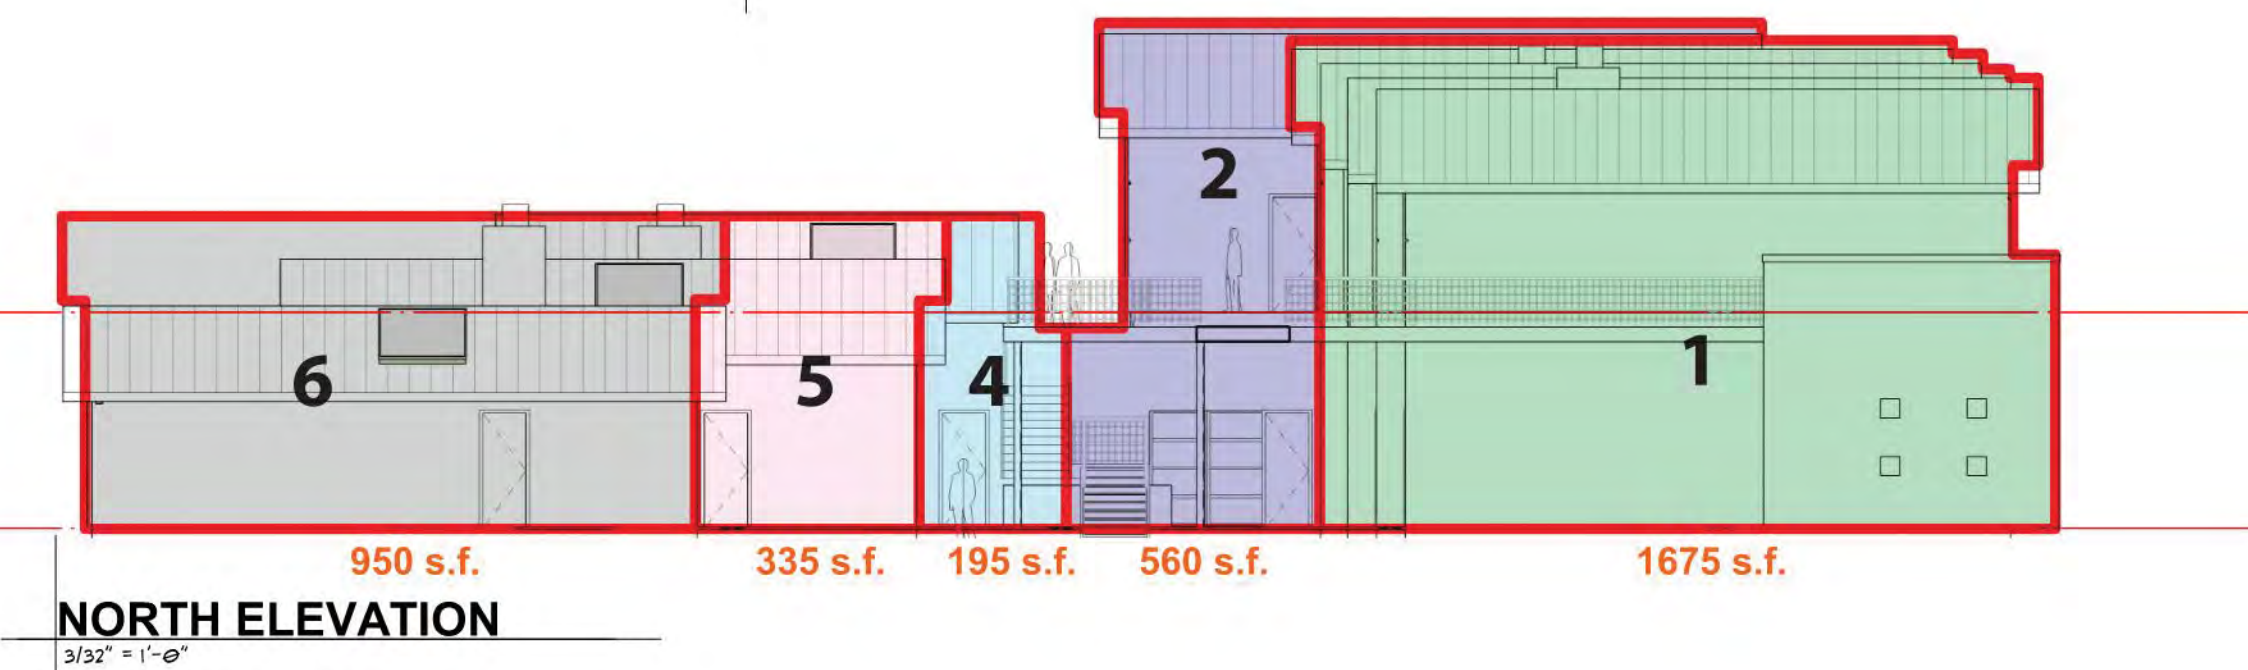 2
1
6
5
4
950 s.f.
335 s.f.
195 s.f.
560 s.f.
1675 s.f.
NORTH ELEVATION
3/32" = 1'-0"